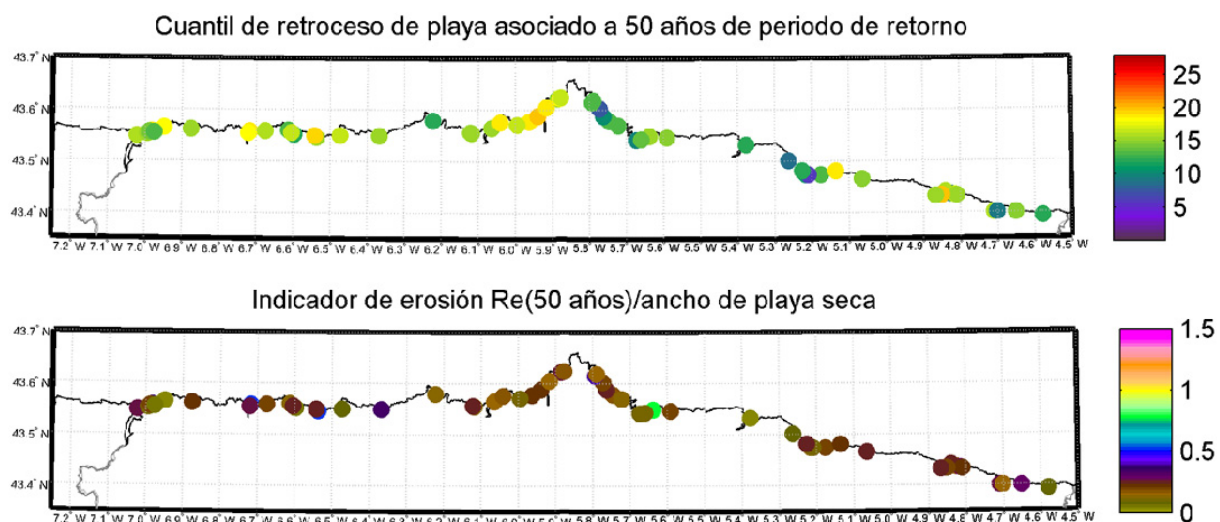 Cuantil de retroceso de playa asociado a 50 años de periodo de retorno
43.7° N
43.6° N
43.5° N
43.4° N
25
20
15
10
5
7.2° W 7.1° W 7.0° W 6.9° W 6.8° W 6.7° W 6.6° W 6.5° W 6.4° W 6.3° W 6.2° W 6.1° W 6.0° W 5.9° W 5.8° W 5.7° W 5.6° W 5.5° W 5.4° W 5.3° W 5.2° W 5.1° W 5.0° W 4.9° W 4.8° W 4.7° W 4.6° W 4.5° W
Indicador de erosión Re(50 años)/ancho de playa seca
43.7° N
43.6° N
43.5° N
43.4° N
1.5
1
0.5
0
7.2° W 7.1° W 7.0° W 6.9° W 6.8° W 6.7° W 6.6° W 6.5° W 6.4° W 6.3° W 6.2° W 6.1° W 6.0° W 5.9° W 5.8° W 5.7° W 5.6° W 5.5° W 5.4° W 5.3° W 5.2° W 5.1° W 5.0° W 4.9° W 4.8° W 4.7° W 4.6° W 4.5° W